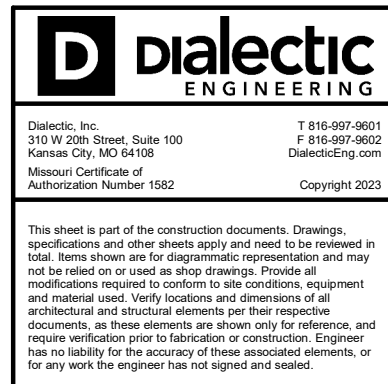 D Dialectic
ENGINEERING
Dialectic, Inc. T 816-997-9601
310 W 20th Street, Suite 100 F 816-997-9602
Kansas City, MO 64108 DialecticEng.com
Missouri Certificate of
Authorization Number 1582 Copyright 2023
This sheet is part of the construction documents. Drawings,
specifications and other sheets apply and need to be reviewed in
total. Items shown are for diagrammatic representation and may
not be relied on or used as shop drawings. Provide all
modifications required to conform to site conditions, equipment
and material used. Verify locations and dimensions of all
architectural and structural elements per their respective
documents, as these elements are shown only for reference, and
require verification prior to fabrication or construction. Engineer
has no liability for the accuracy of these associated elements, or
for any work the engineer has not signed and sealed.